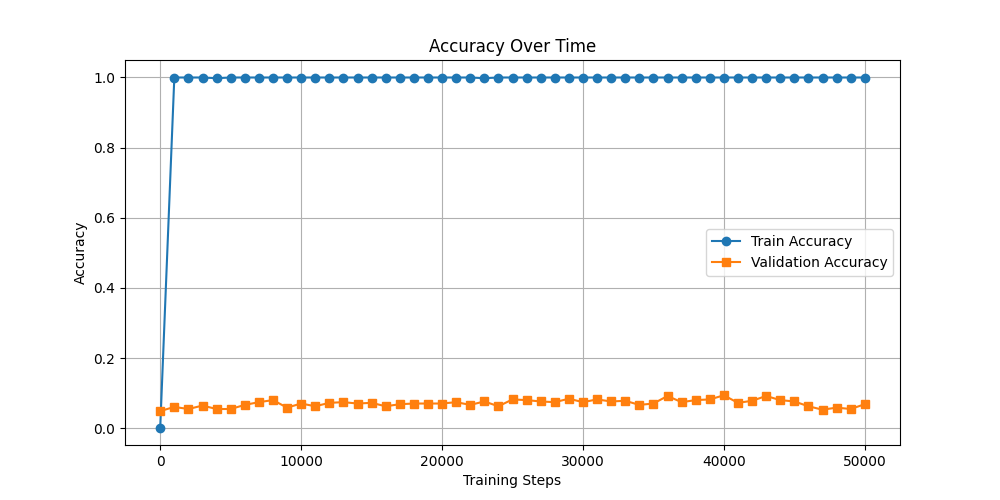 Accuracy Over Time
1.0
0.8
0.6
0.4
0.2
0.0
Accuracy
Train Accuracy
Validation Accuracy
0 10000 20000 30000 40000 50000
Training Steps